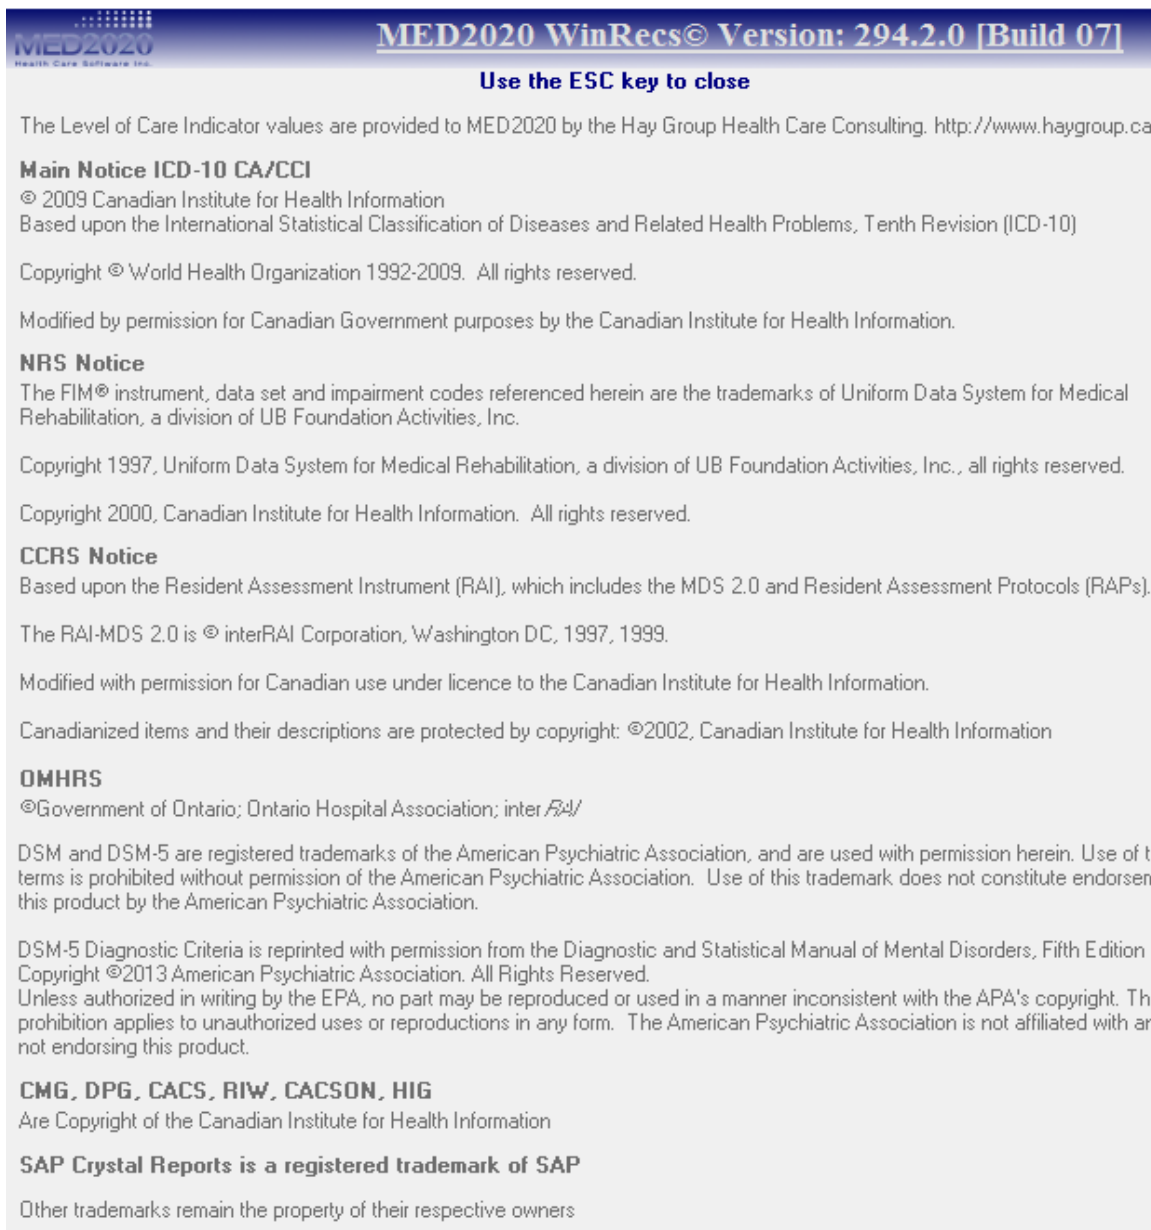 MED2020
Health Care Software Inc.
MED2020 WinRecs© Version: 294.2.0 [Build 07]
Use the ESC key to close
The Level of Care Indicator values are provided to MED2020 by the Hay Group Health Care Consulting. http://www.haygroup.ca
Main Notice ICD-10 CA/CCI
© 2009 Canadian Institute for Health Information
Based upon the International Statistical Classification of Diseases and Related Health Problems, Tenth Revision (ICD-10)
Copyright © World Health Organization 1992-2009.  All rights reserved.
Modified by permission for Canadian Government purposes by the Canadian Institute for Health Information.
NRS Notice
The FIM® instrument, data set and impairment codes referenced herein are the trademarks of Uniform Data System for Medical
Rehabilitation, a division of UB Foundation Activities, Inc.
Copyright 1997, Uniform Data System for Medical Rehabilitation, a division of UB Foundation Activities, Inc., all rights reserved.
Copyright 2000, Canadian Institute for Health Information.  All rights reserved.
CCRS Notice
Based upon the Resident Assessment Instrument (RAI), which includes the MDS 2.0 and Resident Assessment Protocols (RAPs).
The RAI-MDS 2.0 is © interRAI Corporation, Washington DC, 1997, 1999.
Modified with permission for Canadian use under licence to the Canadian Institute for Health Information.
Canadianized items and their descriptions are protected by copyright: ©2002, Canadian Institute for Health Information
OMHRS
©Government of Ontario; Ontario Hospital Association; inter RAI
DSM and DSM-5 are registered trademarks of the American Psychiatric Association, and are used with permission herein. Use of t
terms is prohibited without permission of the American Psychiatric Association.  Use of this trademark does not constitute endorsem
this product by the American Psychiatric Association.
DSM-5 Diagnostic Criteria is reprinted with permission from the Diagnostic and Statistical Manual of Mental Disorders, Fifth Edition
Copyright ©2013 American Psychiatric Association. All Rights Reserved.
Unless authorized in writing by the EPA, no part may be reproduced or used in a manner inconsistent with the APA's copyright. Th
prohibition applies to unauthorized uses or reproductions in any form.  The American Psychiatric Association is not affiliated with an
not endorsing this product.
CMG, DPG, CACS, RIW, CACSON, HIG
Are Copyright of the Canadian Institute for Health Information
SAP Crystal Reports is a registered trademark of SAP
Other trademarks remain the property of their respective owners